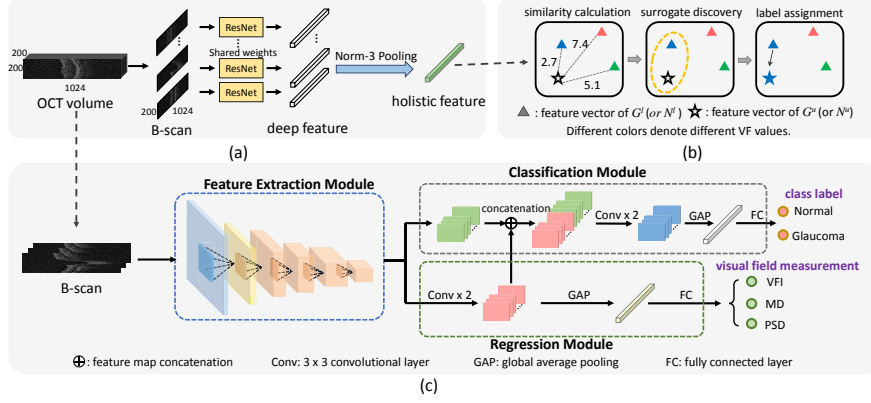 200
200
1024
OCT volume
200
1024
B-scan
ResNet
Shared weights
ResNet
ResNet
deep feature
Norm-3 Pooling
holistic feature
(a)
similarity calculation
surrogate discovery
label assignment
7.4
2.7
5.1
: feature vector of Gˡ (or Nˡ)
: feature vector of Gᵘ (or Nᵘ)
Different colors denote different VF values.
(b)
B-scan
Feature Extraction Module
Classification Module
concatenation
Conv x 2
GAP
FC
class label
Normal
Glaucoma
Conv x 2
GAP
FC
Regression Module
visual field measurement
VFI
MD
PSD
: feature map concatenation
Conv: 3 x 3 convolutional layer
GAP: global average pooling
FC: fully connected layer
(c)